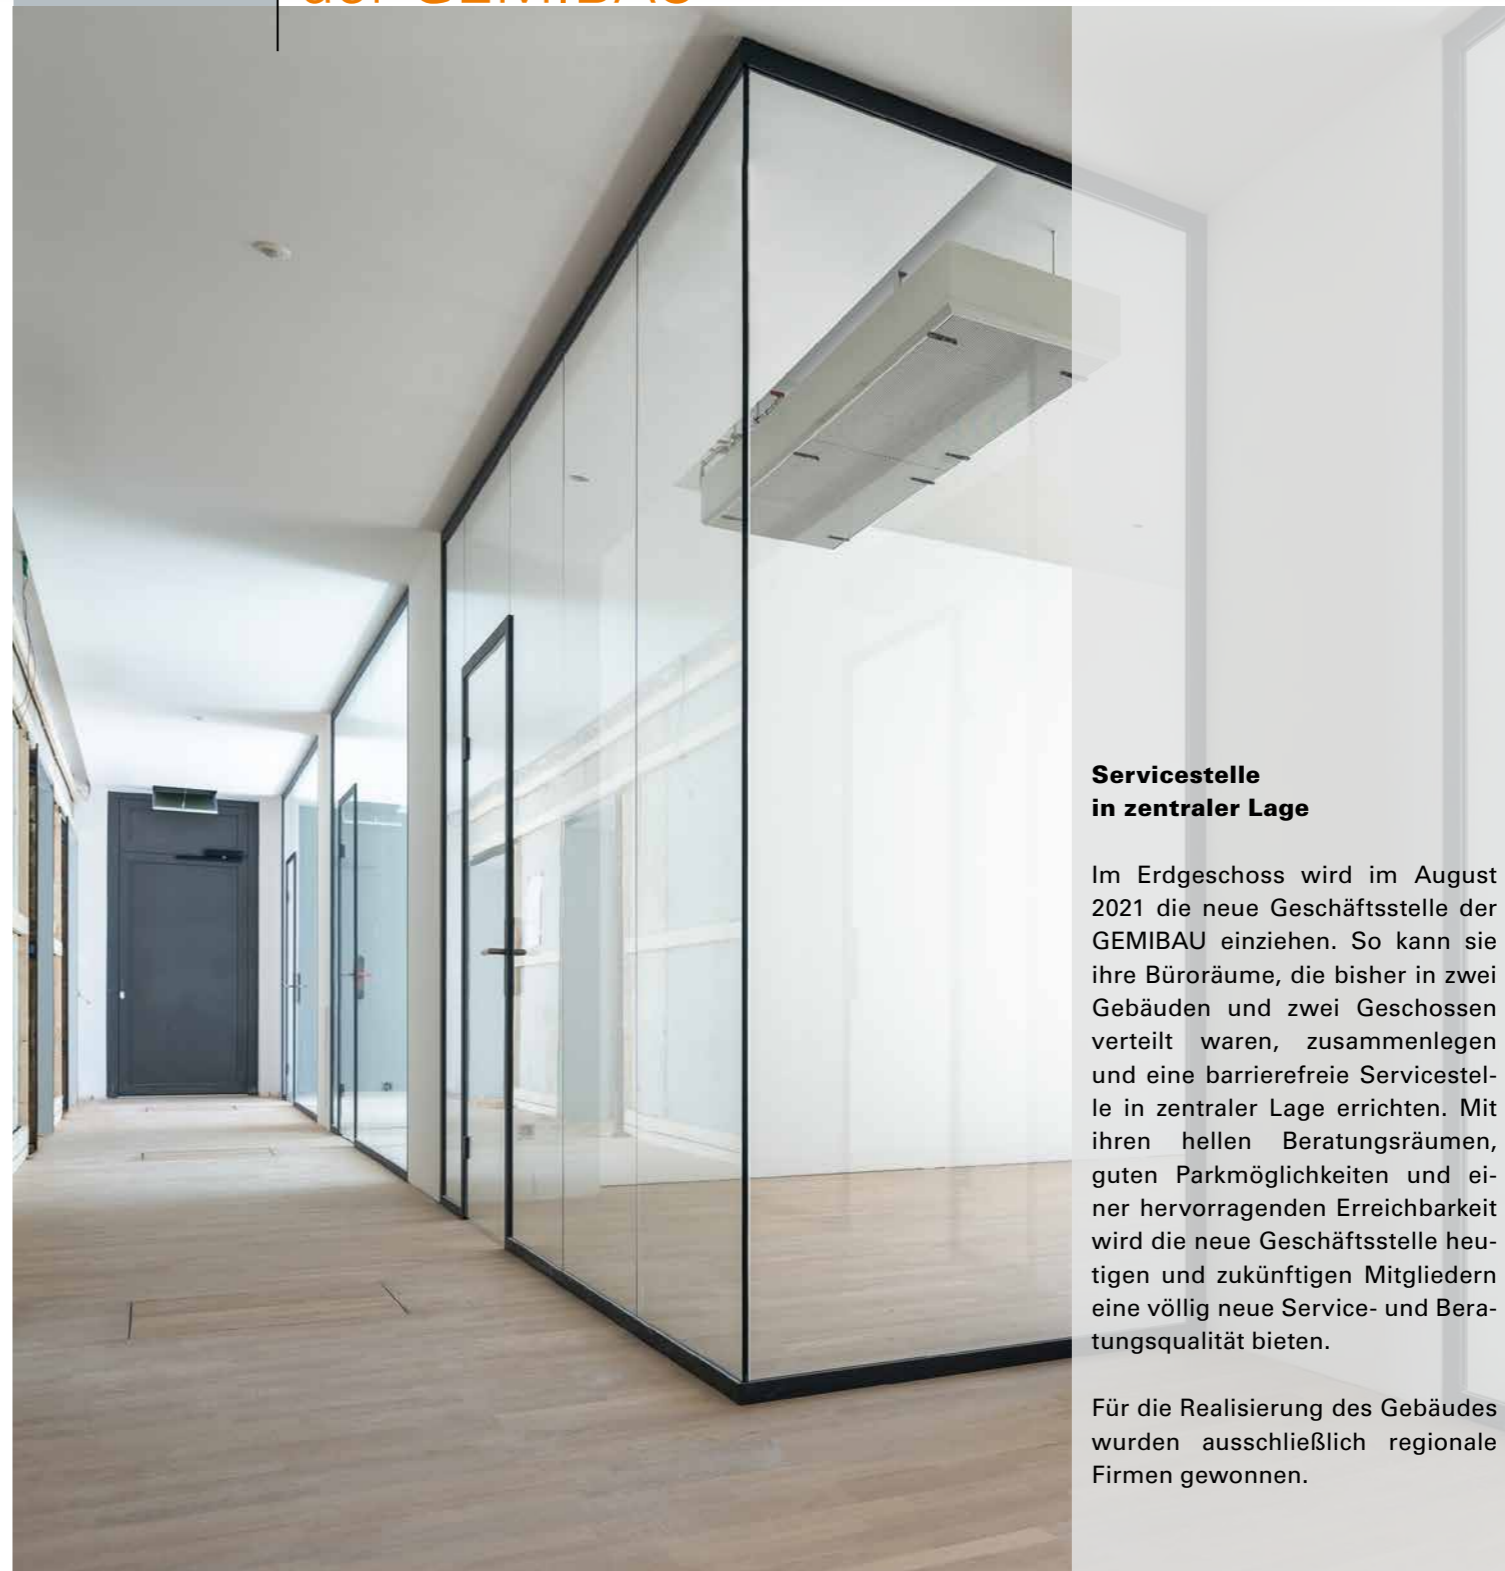 der GEMIBAU
Servicestelle
in zentraler Lage
Im Erdgeschoss wird im August
2021 die neue Geschäftsstelle der
GEMIBAU einziehen. So kann sie
ihre Büroräume, die bisher in zwei
Gebäuden und zwei Geschossen
verteilt waren, zusammenlegen
und eine barrierefreie Servicestel-
le in zentraler Lage errichten. Mit
ihren hellen Beratungsräumen,
guten Parkmöglichkeiten und ei-
ner hervorragenden Erreichbarkeit
wird die neue Geschäftsstelle heu-
tigen und zukünftigen Mitgliedern
eine völlig neue Service- und Bera-
tungsqualität bieten.
Für die Realisierung des Gebäudes
wurden ausschließlich regionale
Firmen gewonnen.